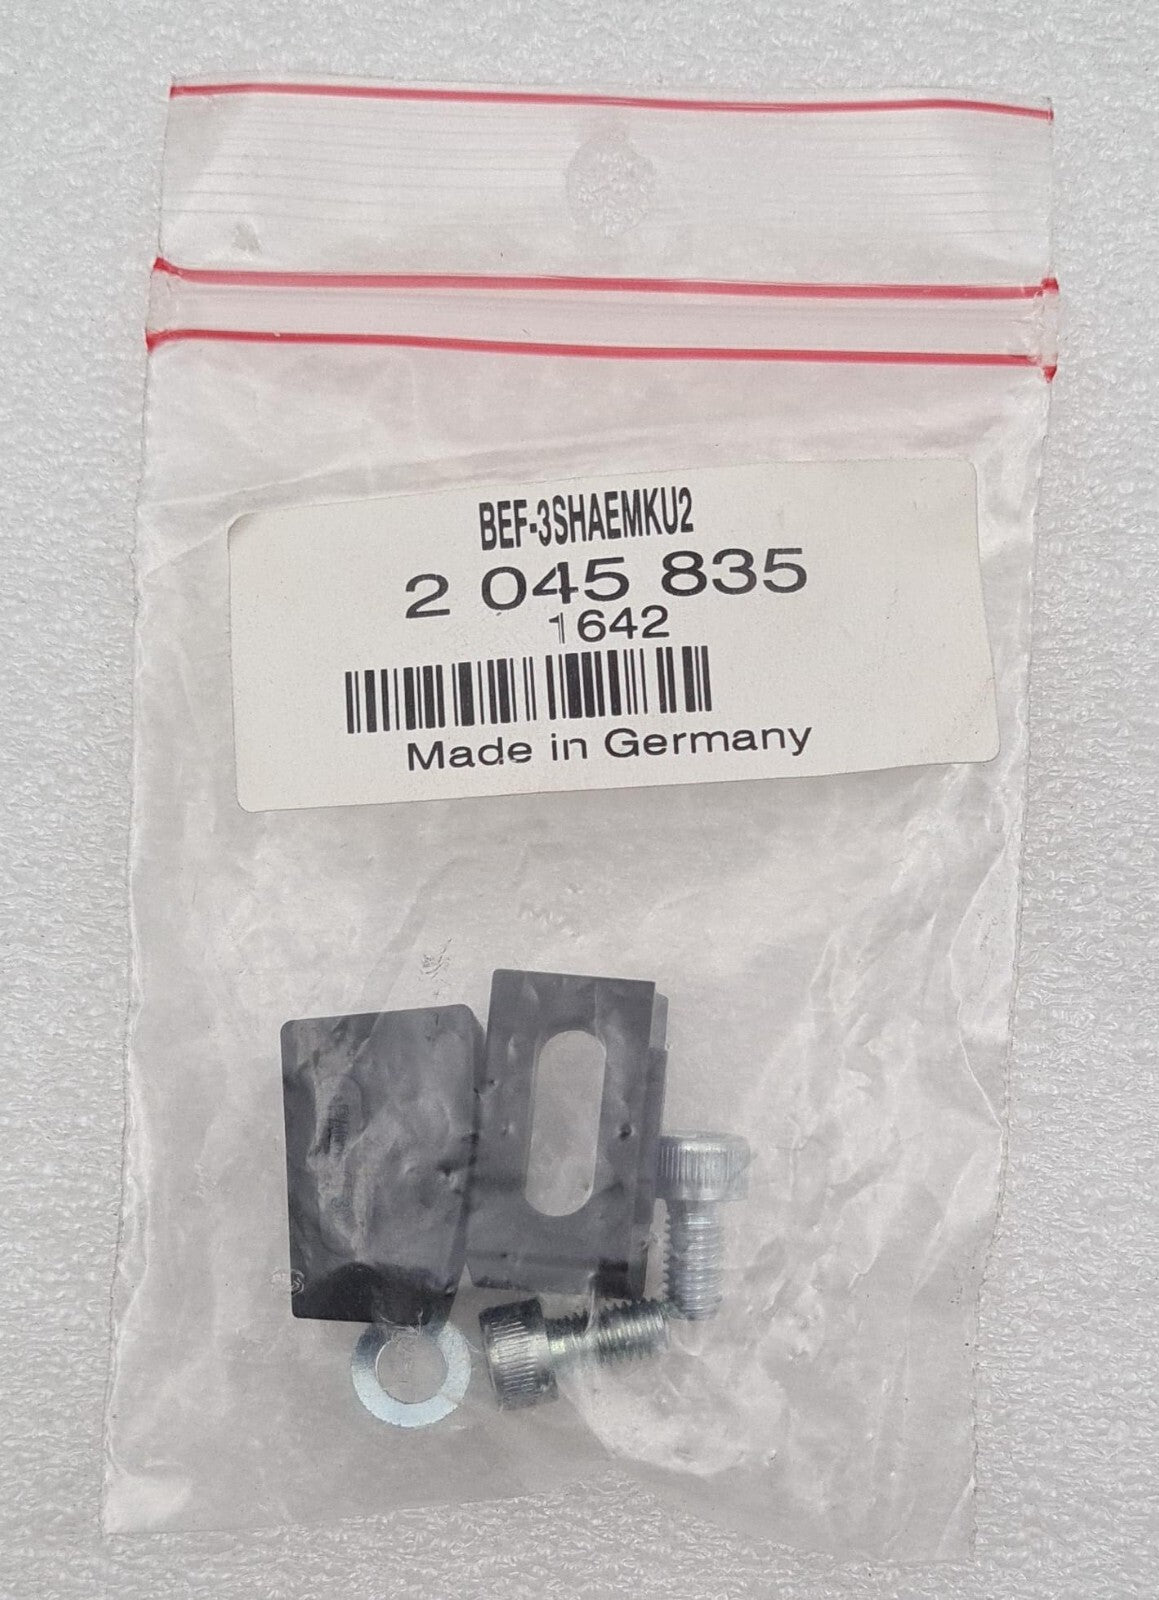 BEF-3SHAEMKU2
2 045 835
1642
Made in Germany